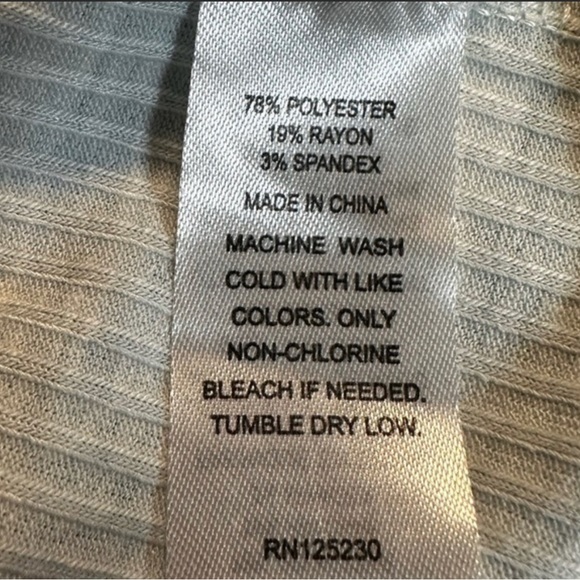 78% POLYESTER
19% RAYON
3% SPANDEX
MADE IN CHINA
MACHINE WASH
COLD WITH LIKE
COLORS. ONLY
NON-CHLORINE
BLEACH IF NEEDED.
TUMBLE DRY LOW.
RN125230